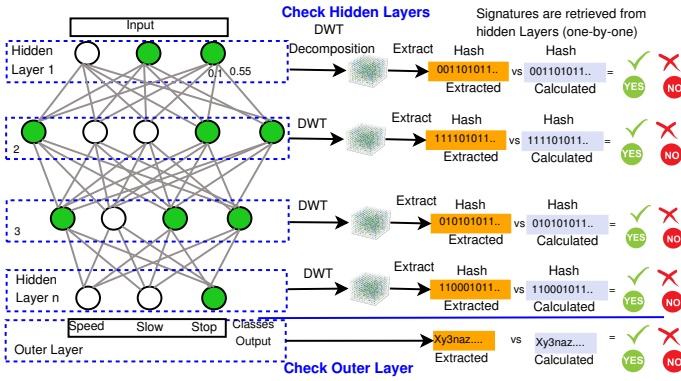 Input
Check Hidden Layers
Signatures are retrieved from
hidden Layers (one-by-one)
Hidden
Layer 1
0.1 0.55
DWT
Decomposition
Extract
Hash
Hash
001101011.. vs 001101011.. =
Extracted
Calculated
YES
NO
2
DWT
Extract
Hash
Hash
111101011.. vs 111101011.. =
Extracted
Calculated
YES
NO
3
DWT
Extract
Hash
Hash
010101011.. vs 010101011.. =
Extracted
Calculated
YES
NO
Hidden
Layer n
DWT
Extract
Hash
Hash
110001011.. vs 110001011.. =
Extracted
Calculated
YES
NO
Speed Slow Stop
Classes
Output
Outer Layer
Xy3naz.... vs Xy3naz.... =
Extracted
Calculated
YES
NO
Check Outer Layer